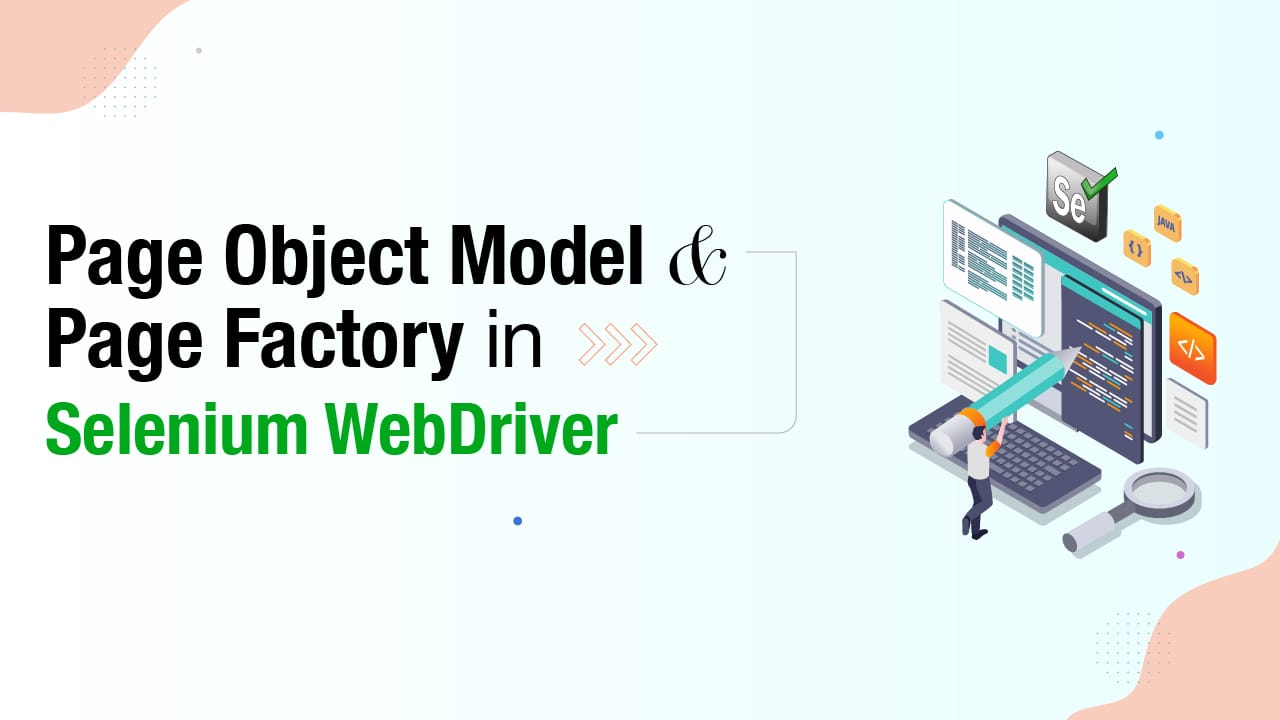 Page Object Model &
Page Factory in
Selenium WebDriver
Se
JAVA
{ }
</>
</>